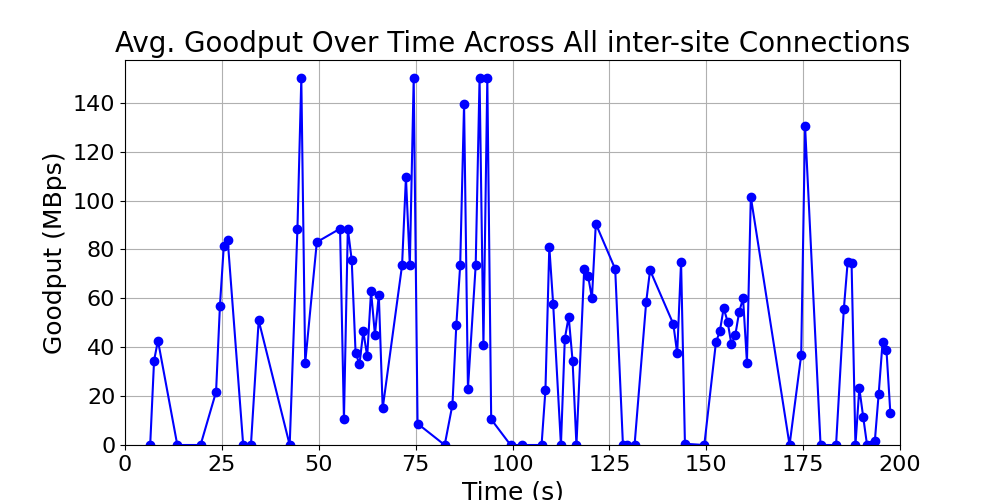 Avg. Goodput Over Time Across All inter-site Connections
Goodput (MBps)
140
120
100
80
60
40
20
0
0 25 50 75 100 125 150 175 200
Time (s)